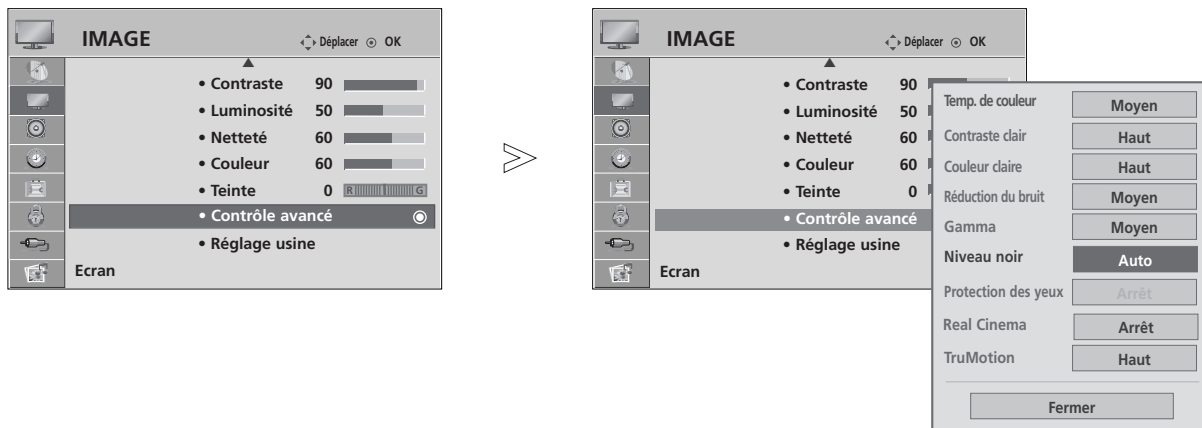 IMAGE
Déplacer OK
• Contraste 90
• Luminosité 50
• Netteté 60
• Couleur 60
• Teinte 0 R G
• Contrôle avancé
• Réglage usine
Ecran
IMAGE
Déplacer OK
• Contraste 90
• Luminosité 50
• Netteté 60
• Couleur 60
• Teinte 0
• Contrôle avancé
• Réglage usine
Ecran
Temp. de couleur Moyen
Contraste clair Haut
Couleur claire Haut
Réduction du bruit Moyen
Gamma Moyen
Niveau noir Auto
Protection des yeux Arrêt
Real Cinema Arrêt
TruMotion Haut
Fermer